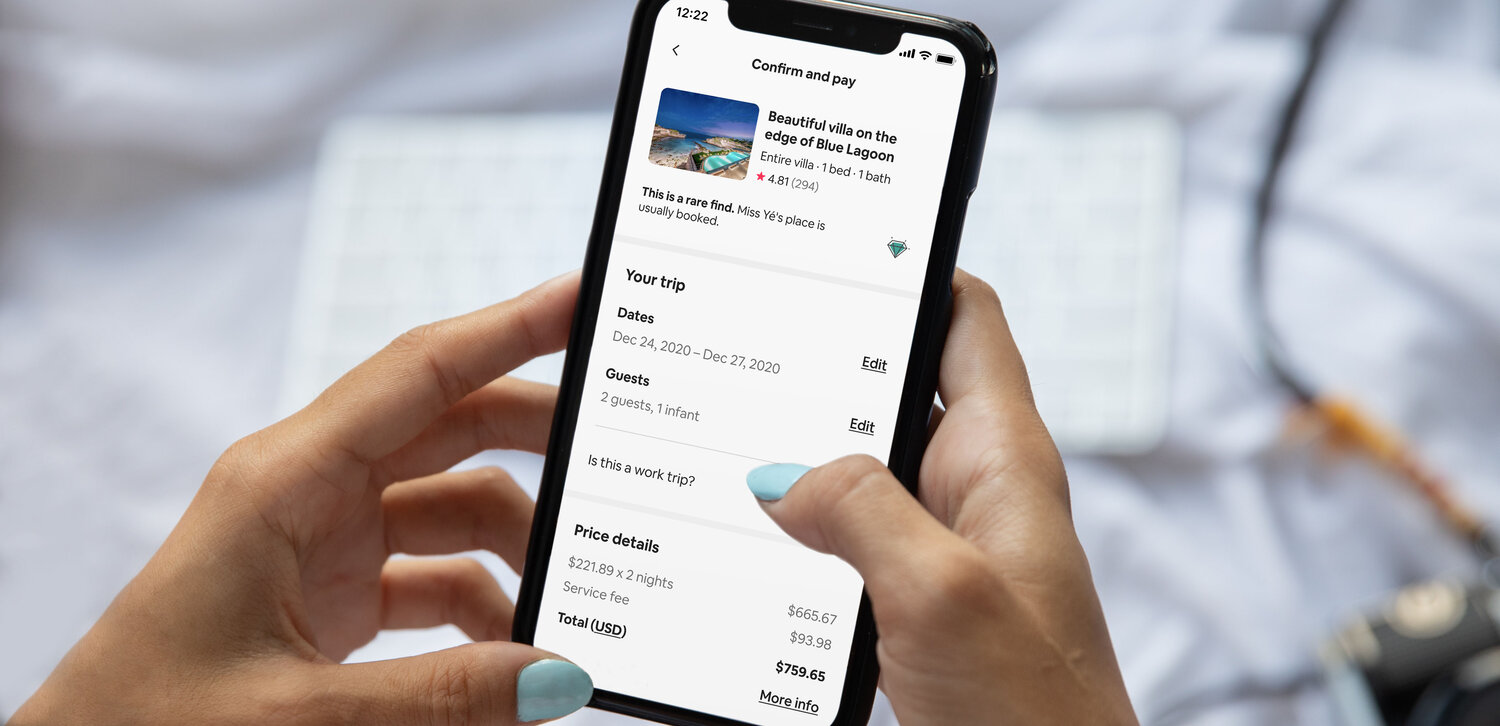 12:22
Confirm and pay
Beautiful villa on the
edge of Blue Lagoon
Entire villa · 1 bed · 1 bath
★ 4.81 (294)
This is a rare find. Miss Yé's place is
usually booked.
Your trip
Dates
Dec 24, 2020 – Dec 27, 2020
Edit
Guests
2 guests, 1 infant
Edit
Is this a work trip?
Price details
$221.89 x 2 nights
$665.67
Service fee
$93.98
Total (USD)
$759.65
More info